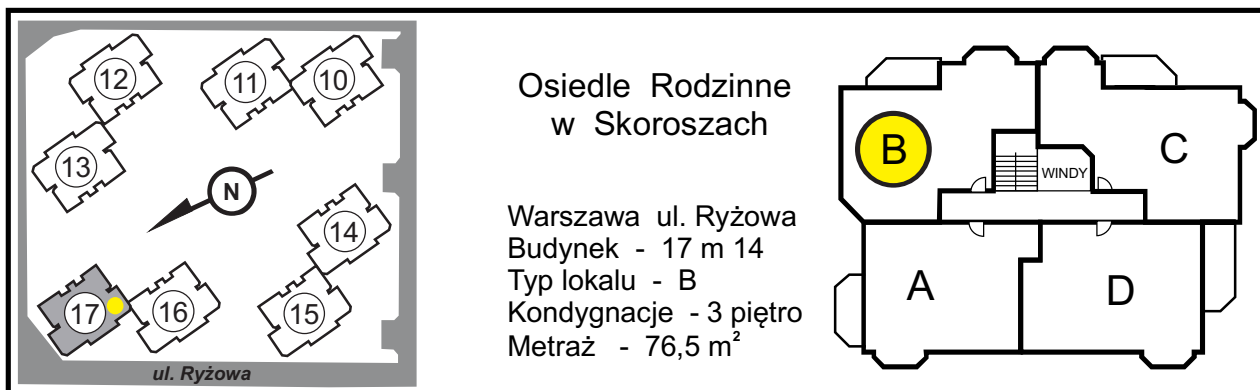 12
11
10
13
N
14
17
16
15
ul. Ryżowa
Osiedle Rodzinne
w Skoroszach
Warszawa ul. Ryżowa
Budynek - 17 m 14
Typ lokalu - B
Kondygnacje - 3 piętro
Metraż - 76,5 m²
B
C
WINDY
A
D